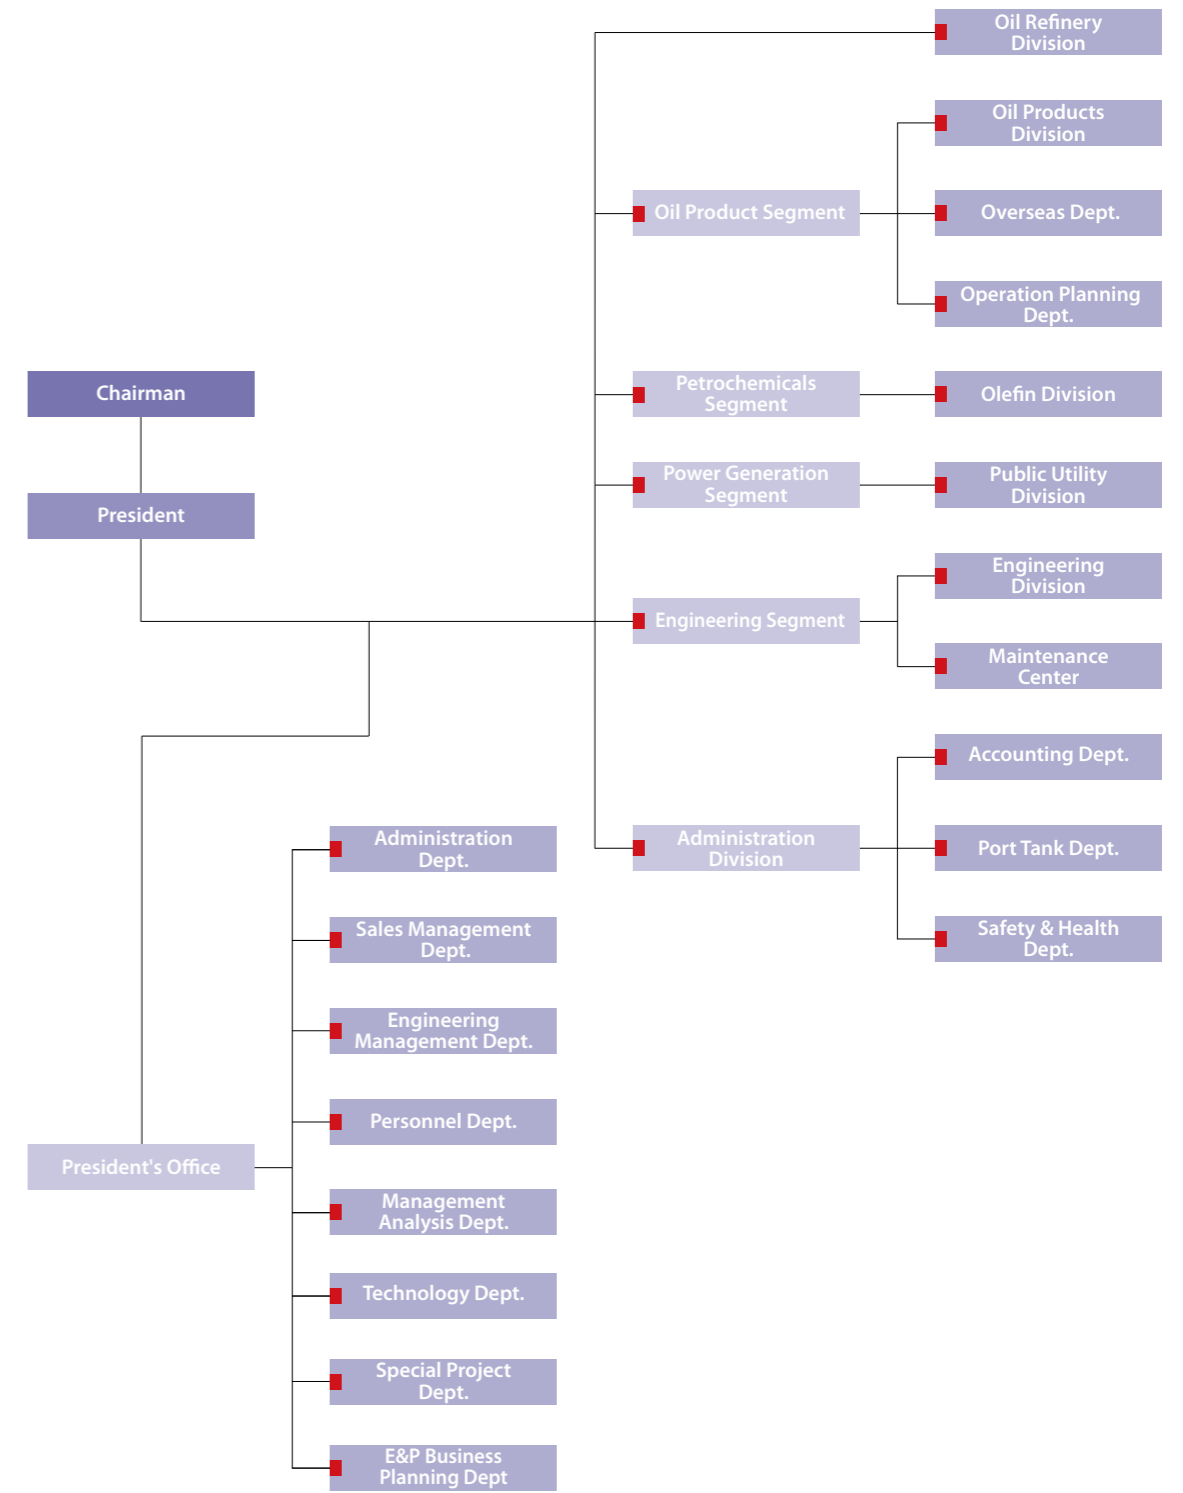 Chairman
President
President's Office
Administration
Dept.
Sales Management
Dept.
Engineering
Management Dept.
Personnel Dept.
Management
Analysis Dept.
Technology Dept.
Special Project
Dept.
E&P Business
Planning Dept
Oil Product Segment
Petrochemicals
Segment
Power Generation
Segment
Engineering Segment
Administration
Division
Oil Refinery
Division
Oil Products
Division
Overseas Dept.
Operation Planning
Dept.
Olefin Division
Public Utility
Division
Engineering
Division
Maintenance
Center
Accounting Dept.
Port Tank Dept.
Safety & Health
Dept.